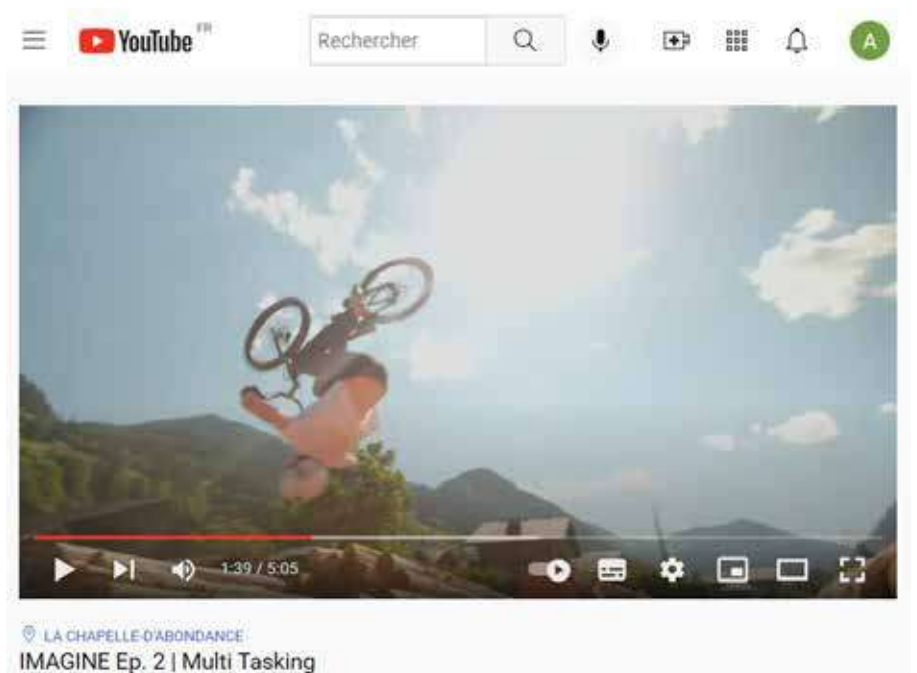 YouTube FR
Rechercher
A
1:39 / 5:05
LA CHAPELLE-D'ABONDANCE
IMAGINE Ep. 2 | Multi Tasking